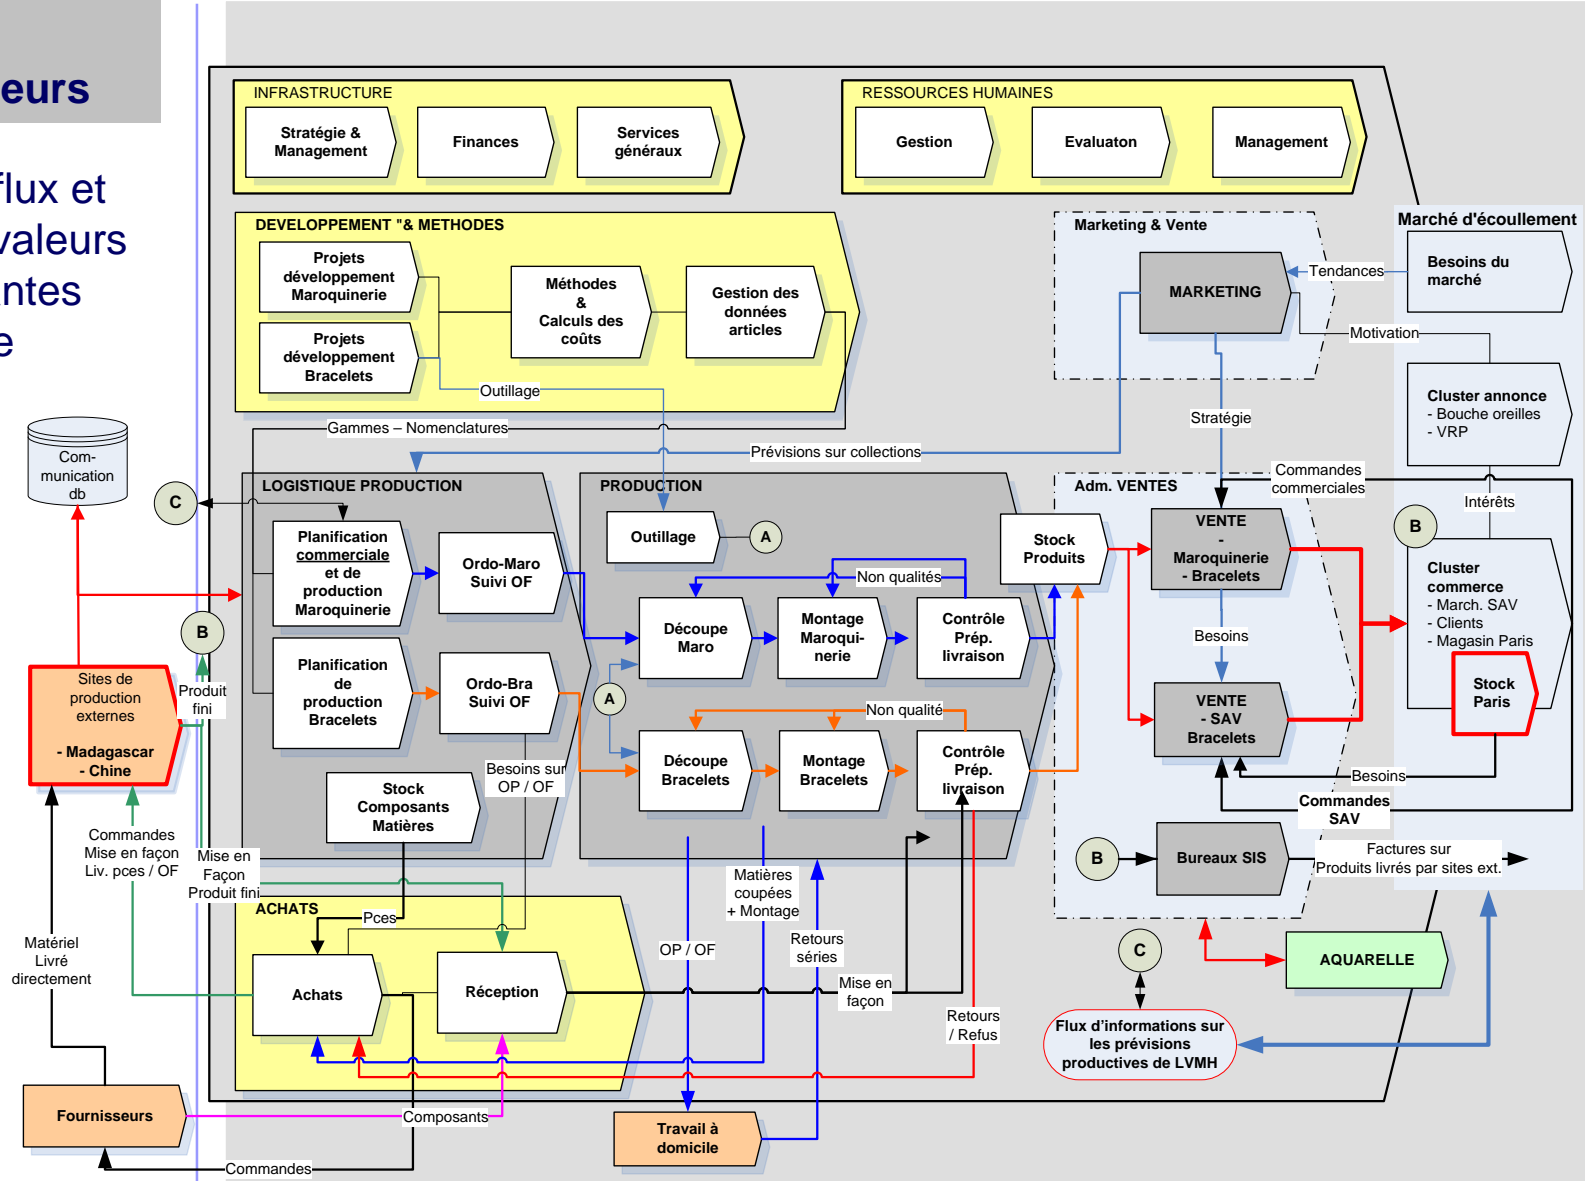 eurs
flux et
valeurs
antes
e
INFRASTRUCTURE
Stratégie &
Management
Finances
Services
généraux
RESSOURCES HUMAINES
Gestion
Evaluaton
Management
DEVELOPPEMENT "& METHODES
Projets
développement
Maroquinerie
Projets
développement
Bracelets
Méthodes
&
Calculs des
coûts
Gestion des
données
articles
Outillage
Gammes – Nomenclatures
Marketing & Vente
MARKETING
Tendances
Motivation
Stratégie
Prévisions sur collections
Marché d'écoullement
Besoins du
marché
Cluster annonce
- Bouche oreilles
- VRP
Intérêts
B
Cluster
commerce
- March. SAV
- Clients
- Magasin Paris
Stock
Paris
Com-
munication
db
C
B
Sites de
production
externes
- Madagascar
- Chine
Produit
fini
LOGISTIQUE PRODUCTION
Planification
commerciale
et de
production
Maroquinerie
Ordo-Maro
Suivi OF
Planification
de
production
Bracelets
Ordo-Bra
Suivi OF
Stock
Composants
Matières
Besoins sur
OP / OF
PRODUCTION
Outillage
A
Non qualités
Découpe
Maro
Montage
Maroqui-
nerie
Contrôle
Prép.
livraison
A
Non qualité
Découpe
Bracelets
Montage
Bracelets
Contrôle
Prép.
livraison
Stock
Produits
Adm. VENTES
Commandes
commerciales
VENTE
-
Maroquinerie
- Bracelets
Besoins
VENTE
- SAV
Bracelets
Besoins
Commandes
SAV
B
Bureaux SIS
Factures sur
Produits livrés par sites ext.
Commandes
Mise en façon
Liv. pces / OF
Mise en
Façon
Produit fini
Matériel
Livré
directement
ACHATS
Pces
Achats
Réception
Matières
coupées
+ Montage
OP / OF
Retours
séries
Mise en
façon
Retours
/ Refus
C
AQUARELLE
Flux d'informations sur
les prévisions
productives de LVMH
Fournisseurs
Composants
Commandes
Travail à
domicile